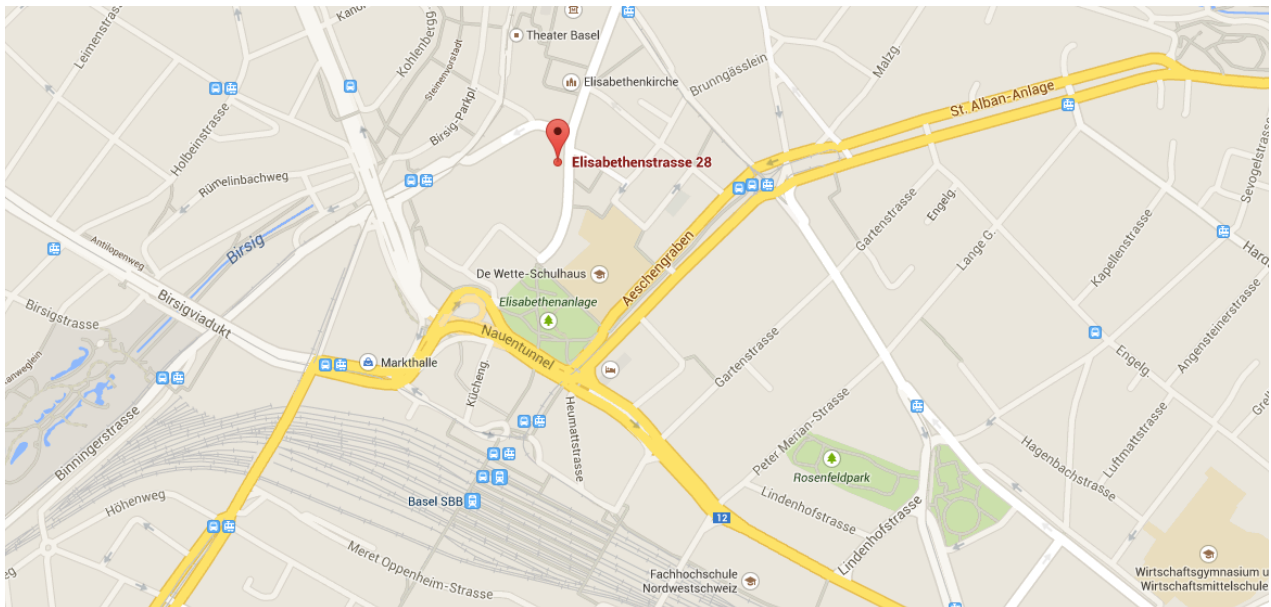 Kohlenberg
Leimenstrasse
Steinenvorstadt
Theater Basel
Elisabethenkirche
Brunngässlein
Malzg
St. Alban-Anlage
Birsig-Parkpl.
Holbeinstrasse
Elisabethenstrasse 28
Rümelinbachweg
Sevogelstrasse
Engelg.
Gartenstrasse
Lange G.
Kapellenstrasse
Hard
Antilopenweg
Birsig
De Wette-Schulhaus
Aeschengraben
Elisabethenanlage
Birsigviadukt
Birsigstrasse
Nauentunnel
Markthalle
Gartenstrasse
Engelg.
Angensteinerstrasse
Kücheng.
Heumattstrasse
Binningerstrasse
Peter Merian-Strasse
Luftmattstrasse
Hagenbachstrasse
Rosenfeldpark
Basel SBB
Höhenweg
Lindenhofstrasse
Lindenhofstrasse
12
Meret Oppenheim-Strasse
Fachhochschule
Nordwestschweiz
Wirtschaftsgymnasium u
Wirtschaftsmittelschule